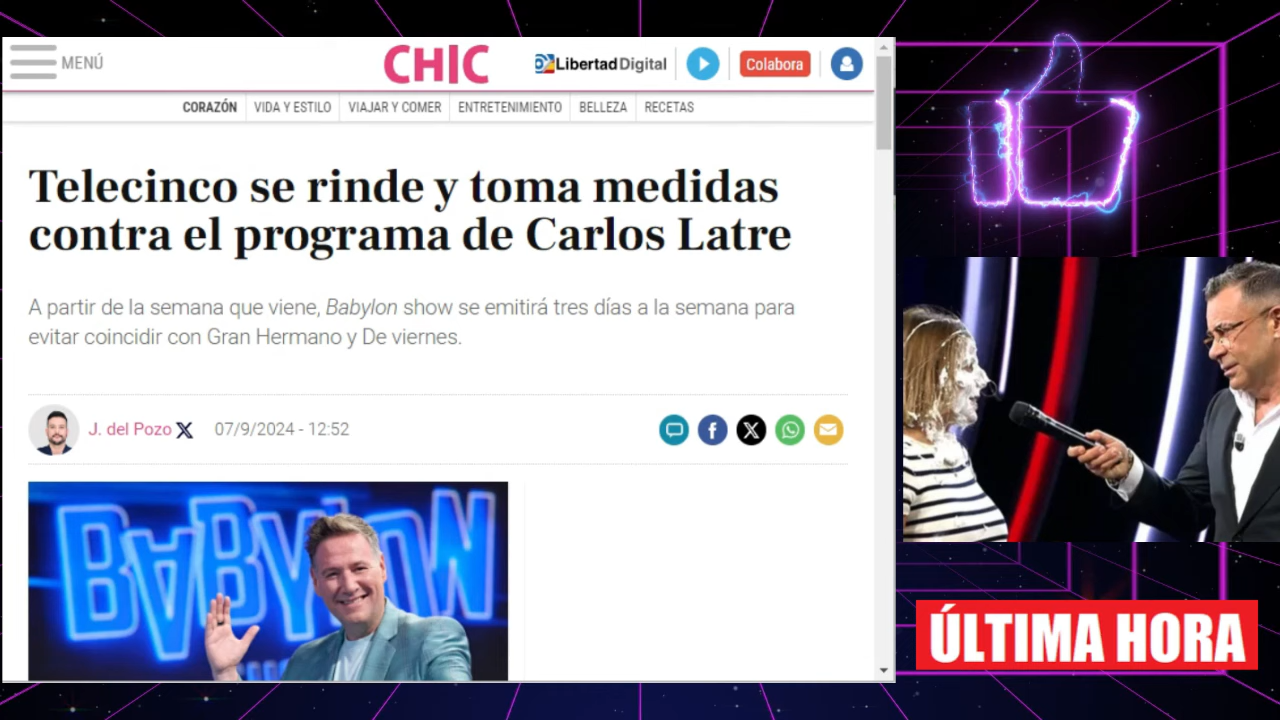 MENÚ
CHIC
Libertad Digital
Colabora
CORAZÓN
VIDA Y ESTILO
VIAJAR Y COMER
ENTRETENIMIENTO
BELLEZA
RECETAS
Telecinco se rinde y toma medidas
contra el programa de Carlos Latre
A partir de la semana que viene, Babylon show se emitirá tres días a la semana para
evitar coincidir con Gran Hermano y De viernes.
J. del Pozo
07/9/2024 - 12:52
BABYLON
ÚLTIMA HORA